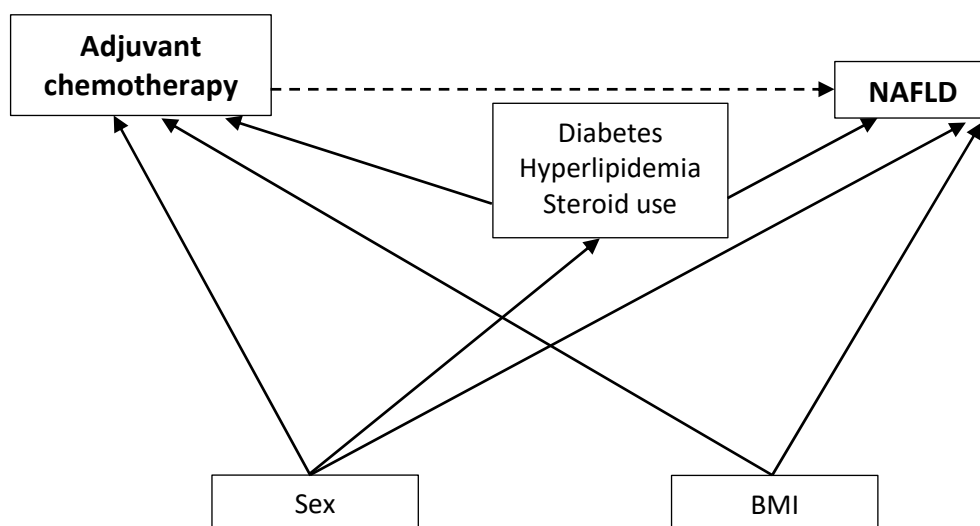 Adjuvant
chemotherapy
NAFLD
Diabetes
Hyperlipidemia
Steroid use
Sex
BMI